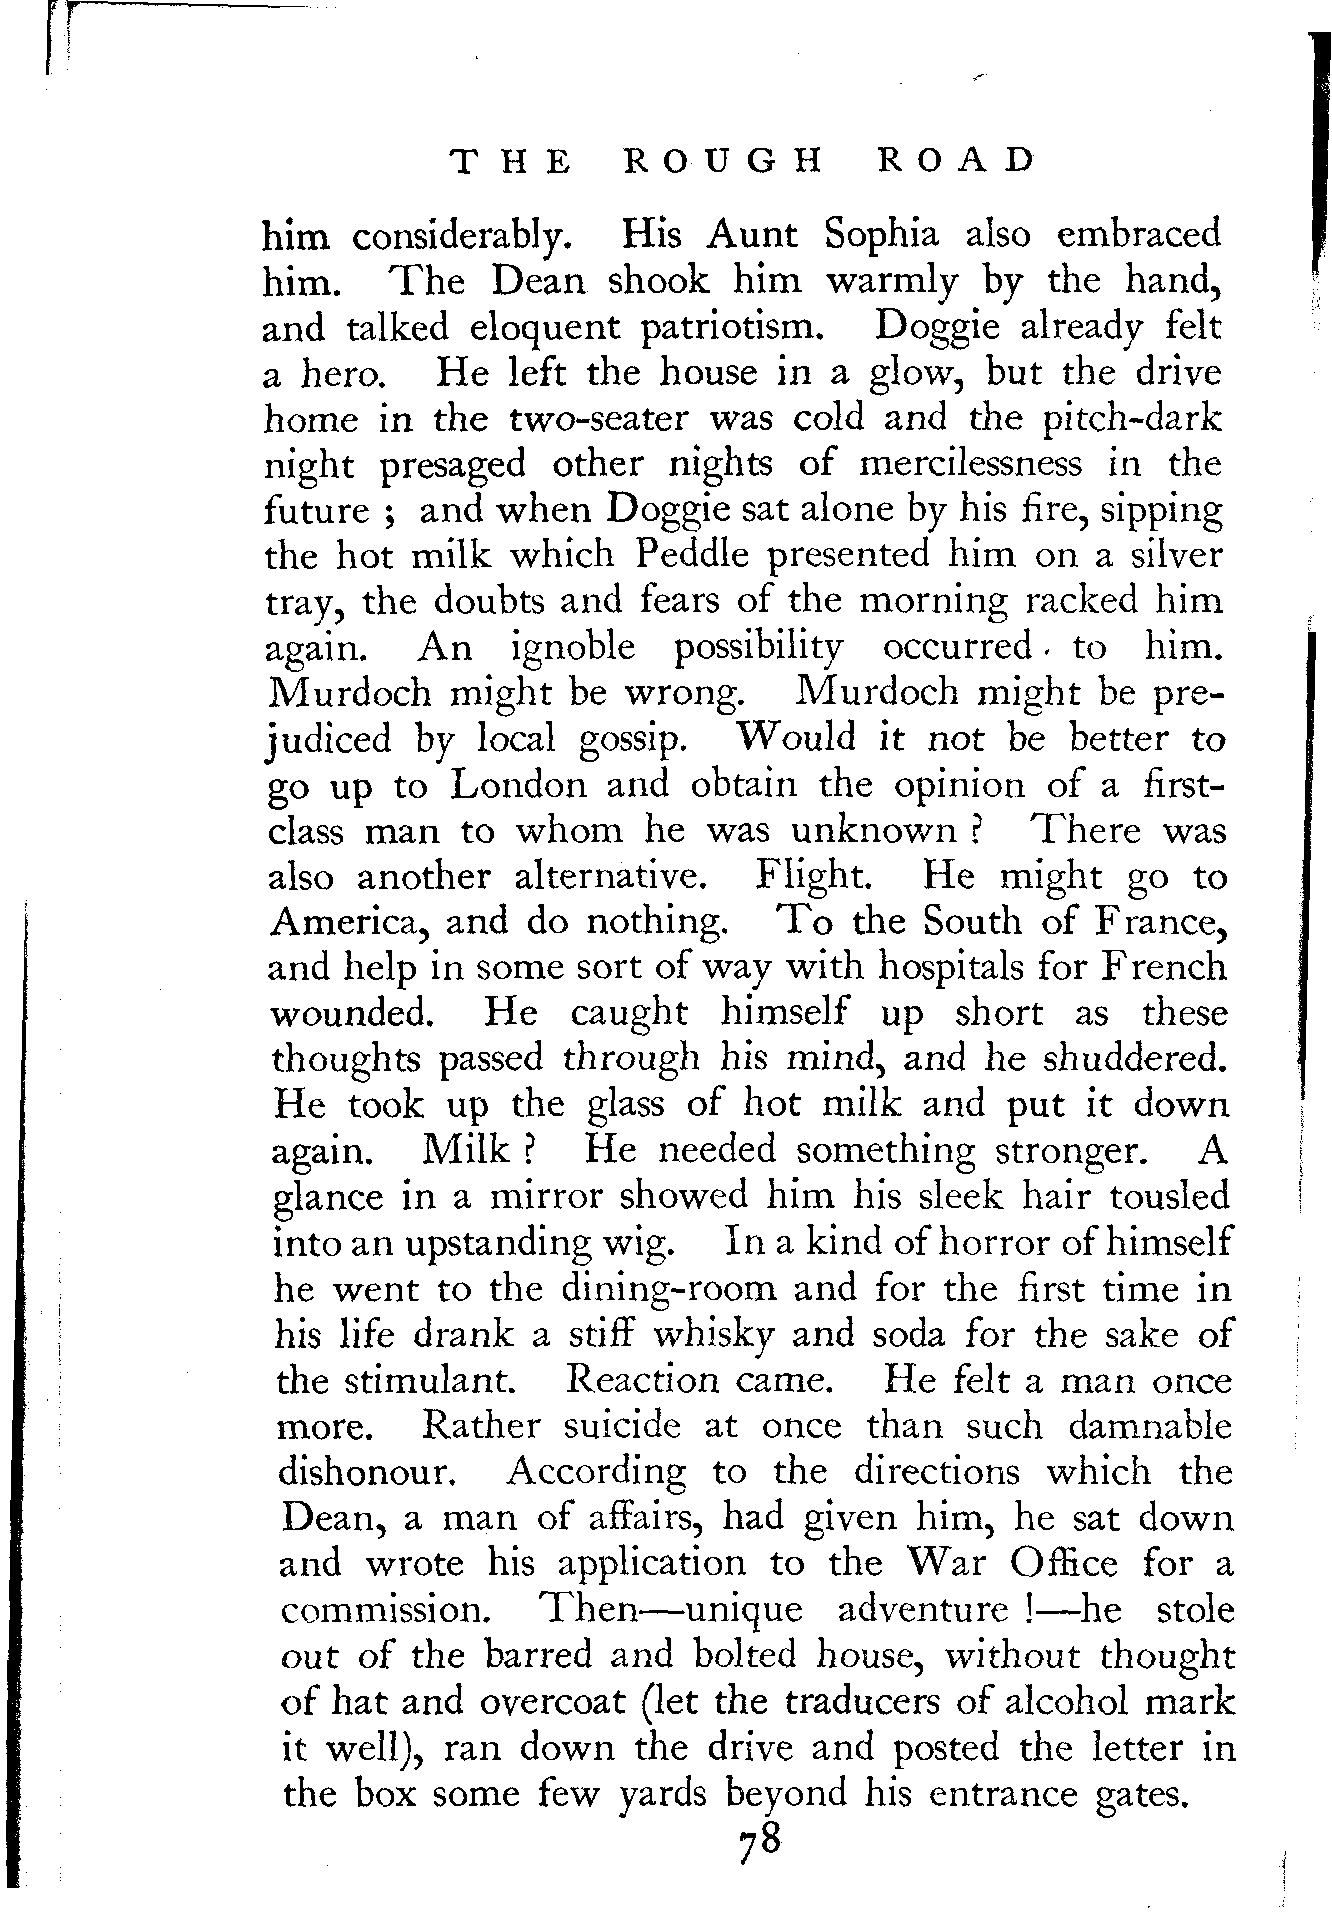 THE ROUGH ROAD
him considerably. His Aunt Sophia also embraced
him. The Dean shook him warmly by the hand,
and talked eloquent patriotism. Doggie already felt
a hero. He left the house in a glow, but the drive
home in the two-seater was cold and the pitch-dark
night presaged other nights of mercilessness in the
future ; and when Doggie sat alone by his fire, sipping
the hot milk which Peddle presented him on a silver
tray, the doubts and fears of the morning racked him
again. An ignoble possibility occurred to him.
Murdoch might be wrong. Murdoch might be pre-
judiced by local gossip. Would it not be better to
go up to London and obtain the opinion of a first-
class man to whom he was unknown ? There was
also another alternative. Flight. He might go to
America, and do nothing. To the South of France,
and help in some sort of way with hospitals for French
wounded. He caught himself up short as these
thoughts passed through his mind, and he shuddered.
He took up the glass of hot milk and put it down
again. Milk ? He needed something stronger. A
glance in a mirror showed him his sleek hair tousled
into an upstanding wig. In a kind of horror of himself
he went to the dining-room and for the first time in
his life drank a stiff whisky and soda for the sake of
the stimulant. Reaction came. He felt a man once
more. Rather suicide at once than such damnable
dishonour. According to the directions which the
Dean, a man of affairs, had given him, he sat down
and wrote his application to the War Office for a
commission. Then—unique adventure !—he stole
out of the barred and bolted house, without thought
of hat and overcoat (let the traducers of alcohol mark
it well), ran down the drive and posted the letter in
the box some few yards beyond his entrance gates.
78